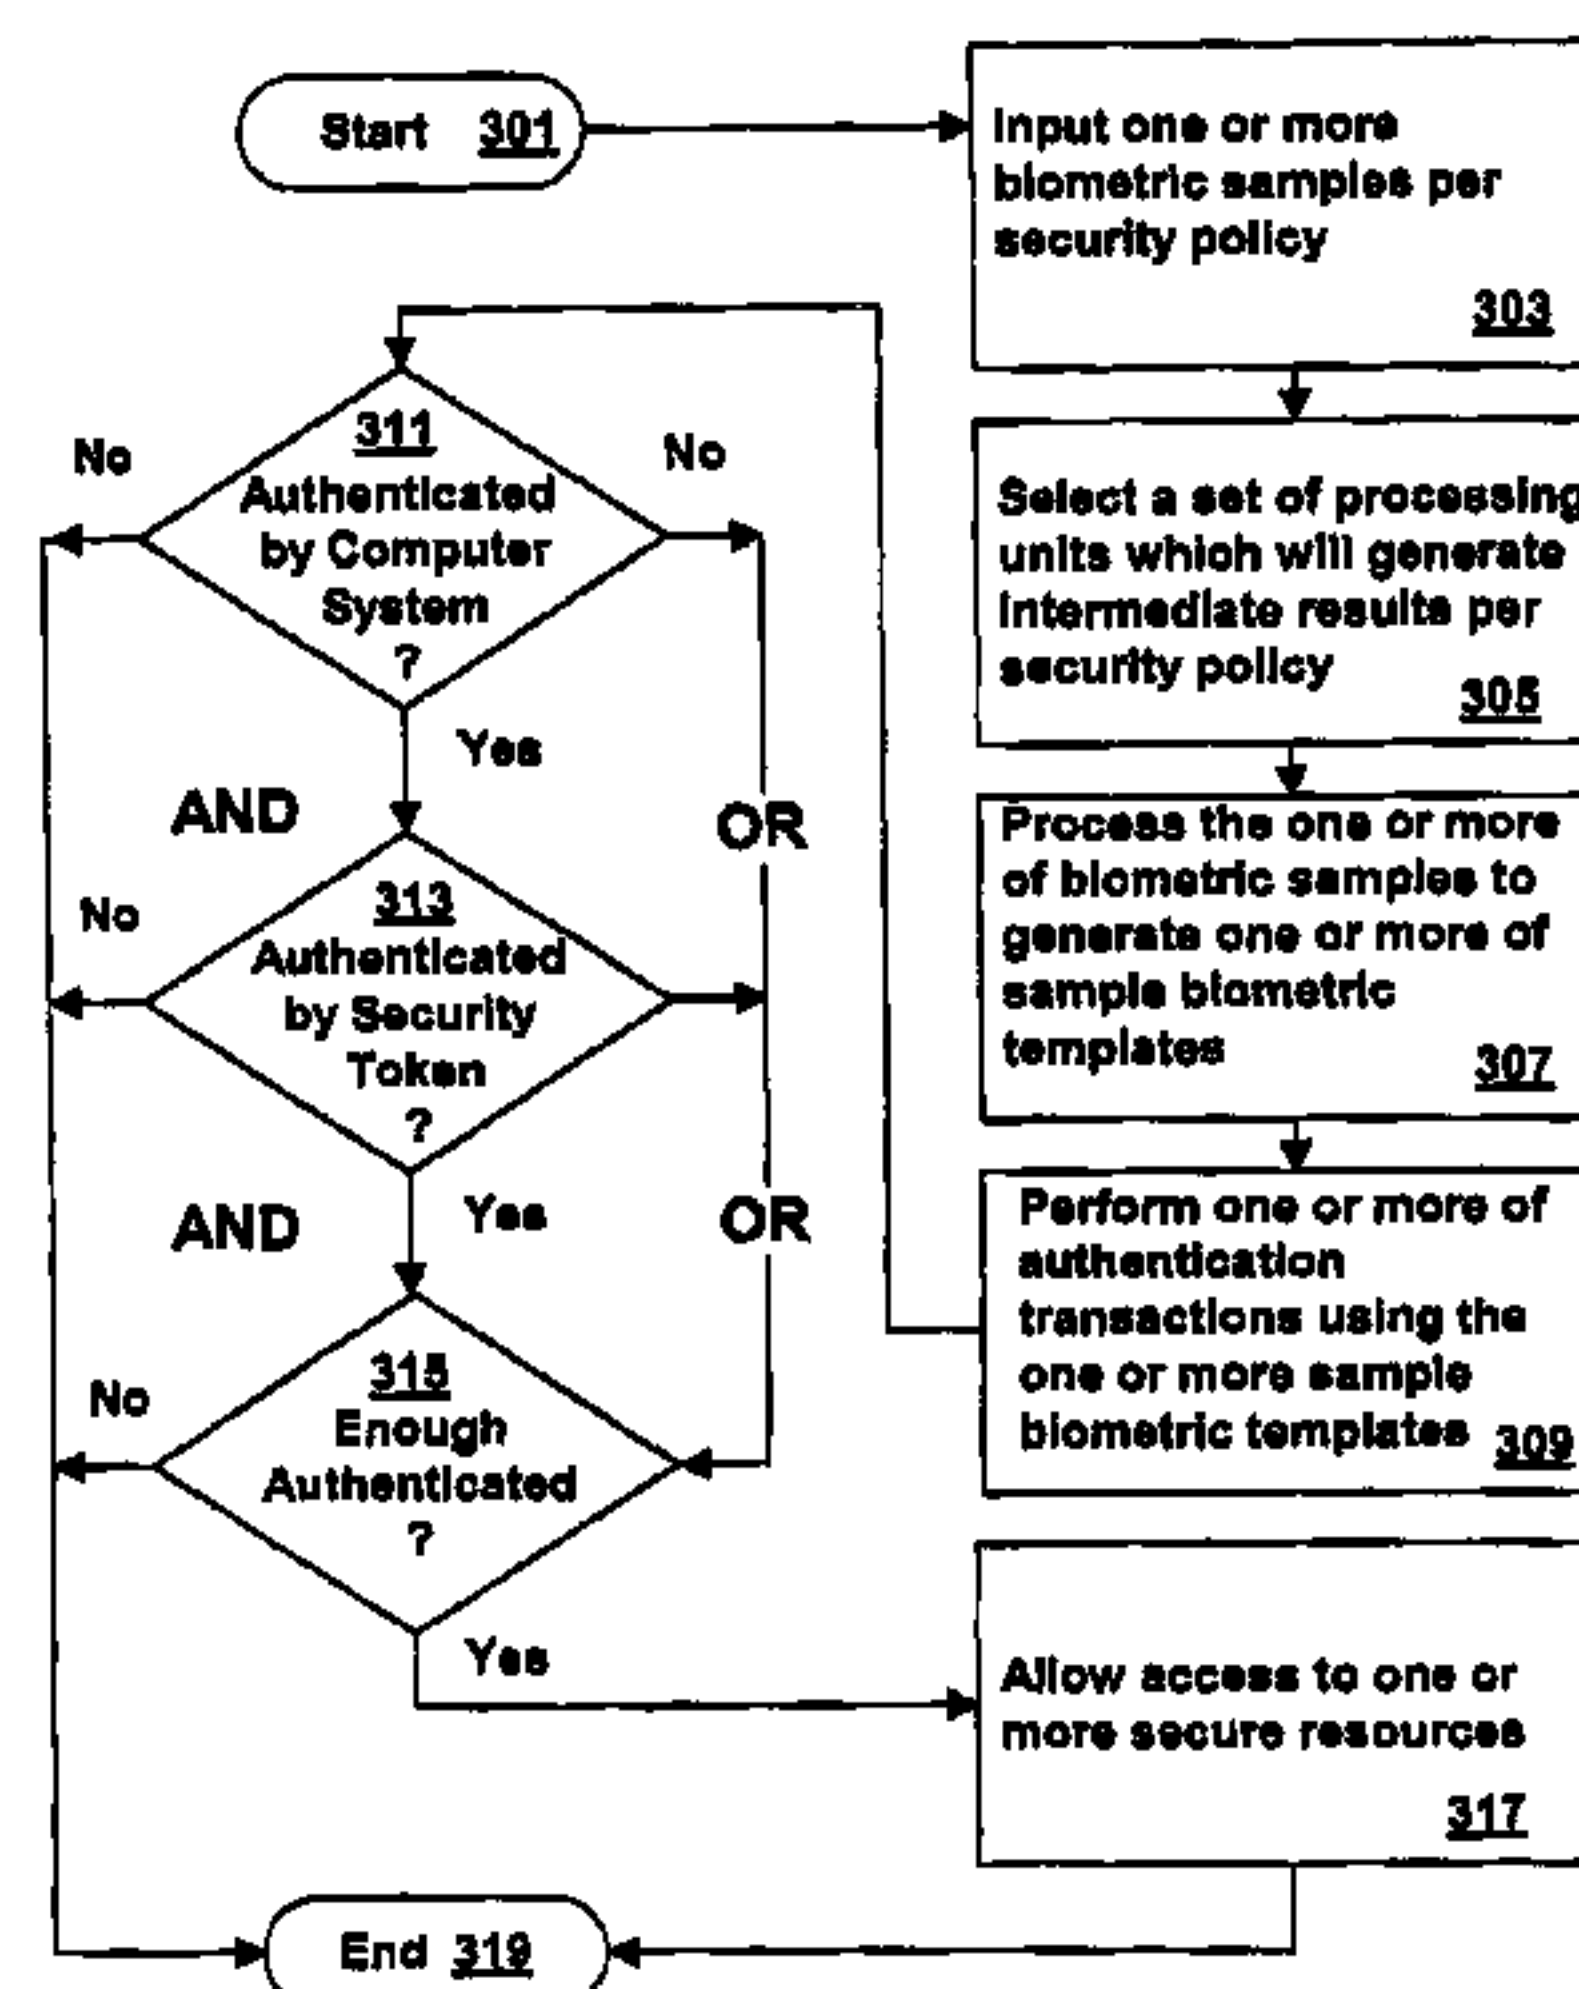 Start 301
Input one or more
biometric samples per
security policy
303
Select a set of processing
units which will generate
intermediate results per
security policy
305
Process the one or more
of biometric samples to
generate one or more of
sample biometric
templates
307
Perform one or more of
authentication
transactions using the
one or more sample
biometric templates
309
No
311
No
Authenticated
by Computer
System
?
Yes
AND
OR
No
313
Authenticated
by Security
Token
?
Yes
AND
OR
No
315
Enough
Authenticated
?
Yes
Allow access to one or
more secure resources
317
End 319